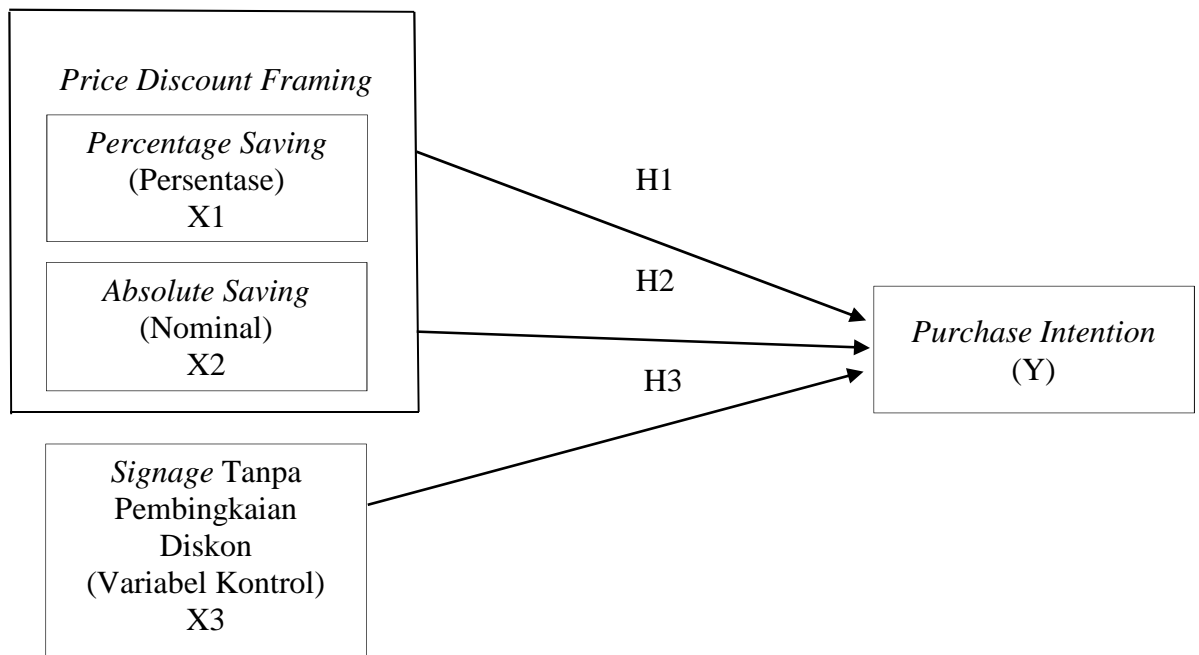 Price Discount Framing
Percentage Saving
(Persentase)
X1
Absolute Saving
(Nominal)
X2
Signage Tanpa
Pembingkaian
Diskon
(Variabel Kontrol)
X3
H1
H2
H3
Purchase Intention
(Y)